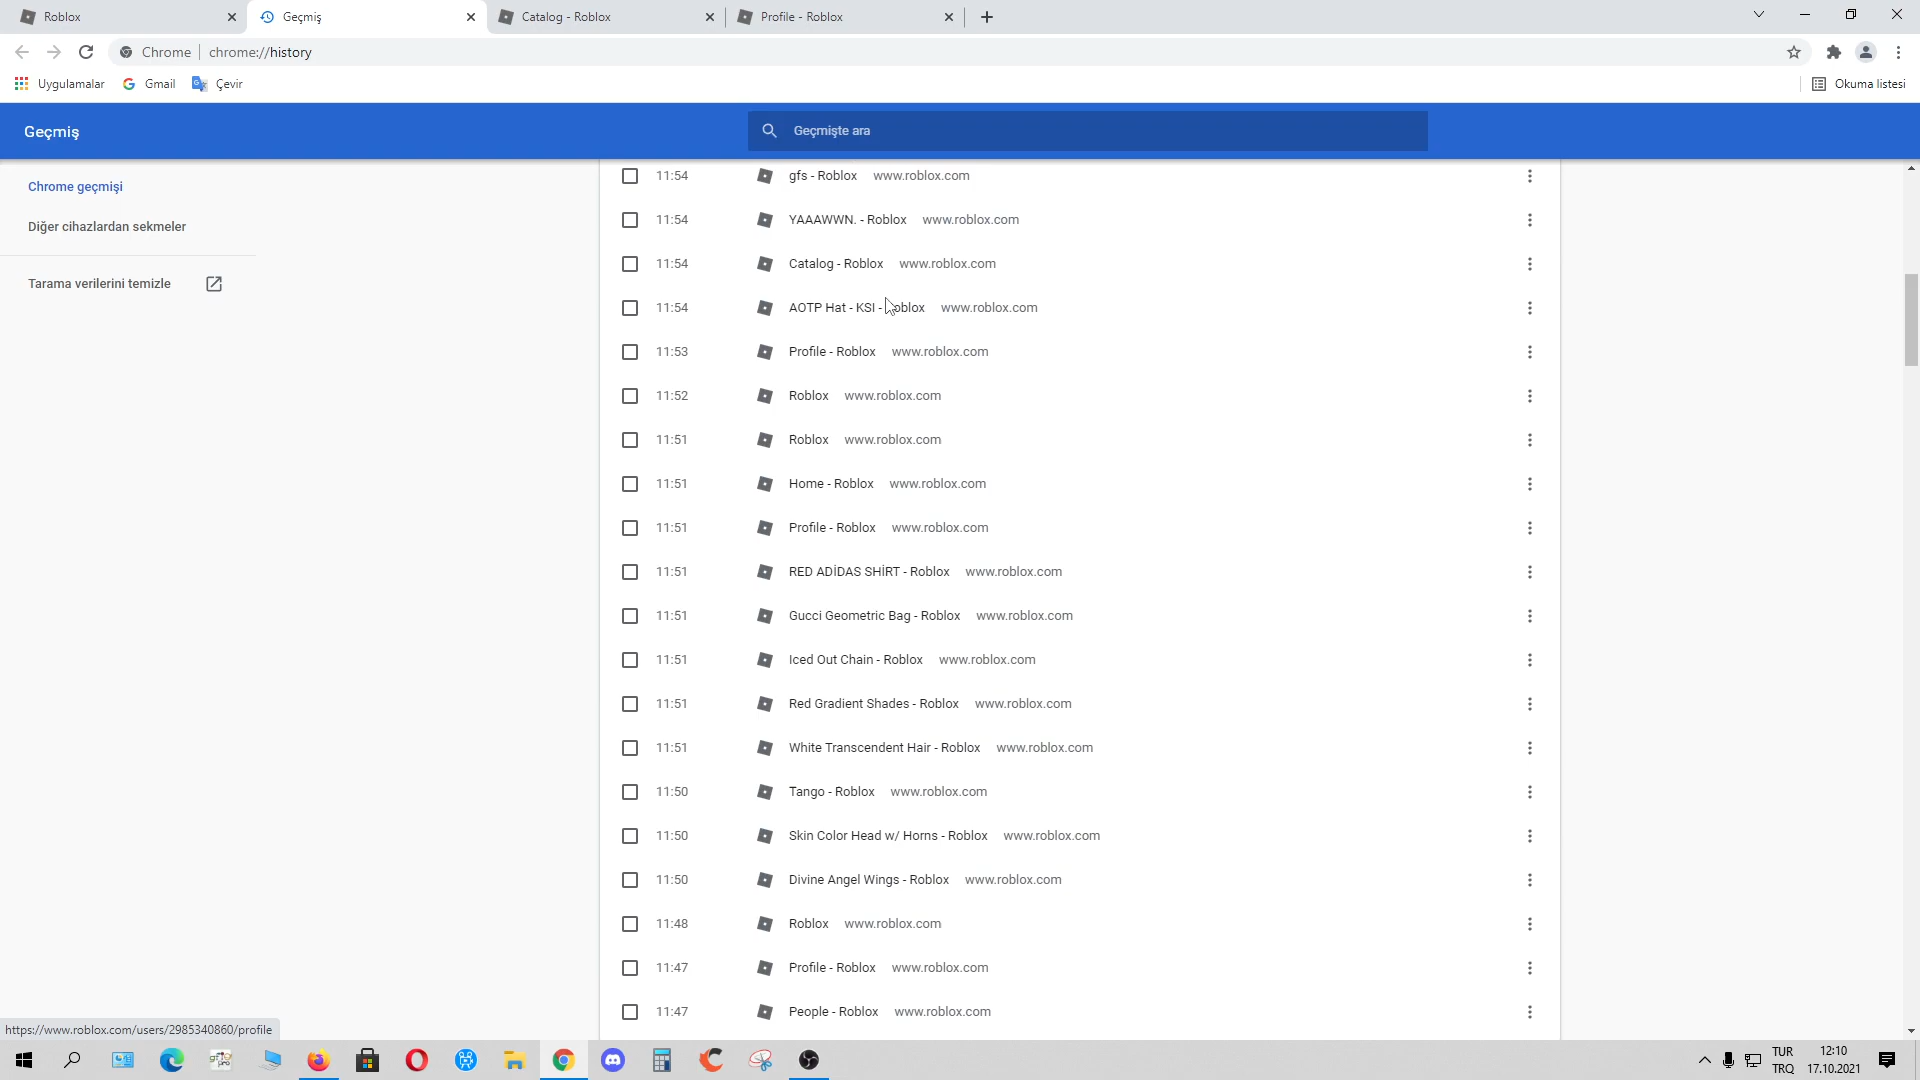 Roblox
Geçmiş
Catalog - Roblox
Profile - Roblox
Chrome
chrome://history
Uygulamalar
Gmail
Çevir
Okuma listesi
Geçmiş
Geçmişte ara
Chrome geçmişi
Diğer cihazlardan sekmeler
Tarama verilerini temizle
11:54 gfs - Roblox www.roblox.com
11:54 YAAAWWN. - Roblox www.roblox.com
11:54 Catalog - Roblox www.roblox.com
11:54 AOTP Hat - KSI - Roblox www.roblox.com
11:53 Profile - Roblox www.roblox.com
11:52 Roblox www.roblox.com
11:51 Roblox www.roblox.com
11:51 Home - Roblox www.roblox.com
11:51 Profile - Roblox www.roblox.com
11:51 RED ADİDAS SHİRT - Roblox www.roblox.com
11:51 Gucci Geometric Bag - Roblox www.roblox.com
11:51 Iced Out Chain - Roblox www.roblox.com
11:51 Red Gradient Shades - Roblox www.roblox.com
11:51 White Transcendent Hair - Roblox www.roblox.com
11:50 Tango - Roblox www.roblox.com
11:50 Skin Color Head w/ Horns - Roblox www.roblox.com
11:50 Divine Angel Wings - Roblox www.roblox.com
11:48 Roblox www.roblox.com
11:47 Profile - Roblox www.roblox.com
11:47 People - Roblox www.roblox.com
https://www.roblox.com/users/2985340860/profile
TUR
TRQ
12:10
17.10.2021